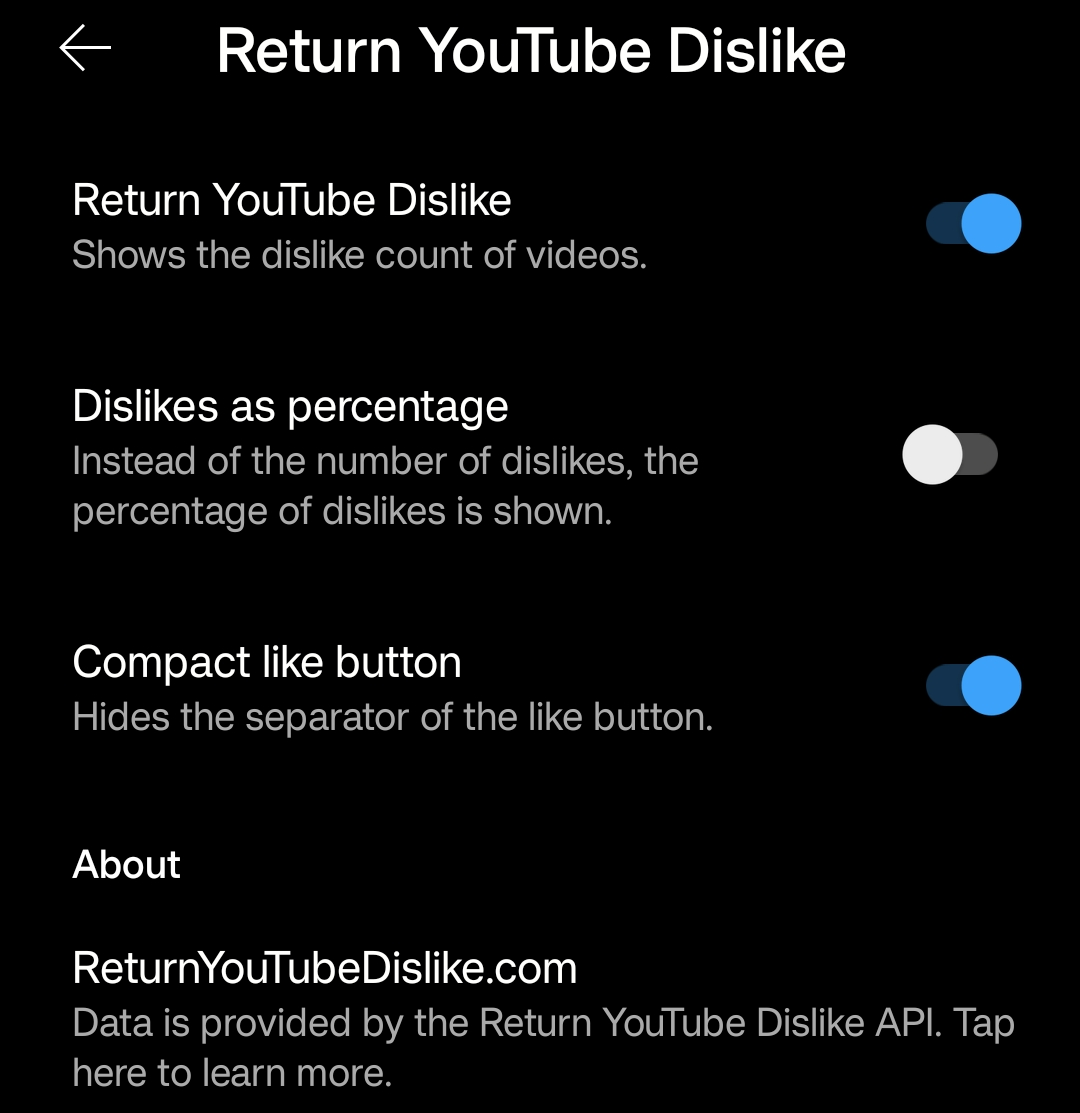 Return YouTube Dislike
Return YouTube Dislike
Shows the dislike count of videos.
Dislikes as percentage
Instead of the number of dislikes, the
percentage of dislikes is shown.
Compact like button
Hides the separator of the like button.
About
ReturnYouTubeDislike.com
Data is provided by the Return YouTube Dislike API. Tap
here to learn more.